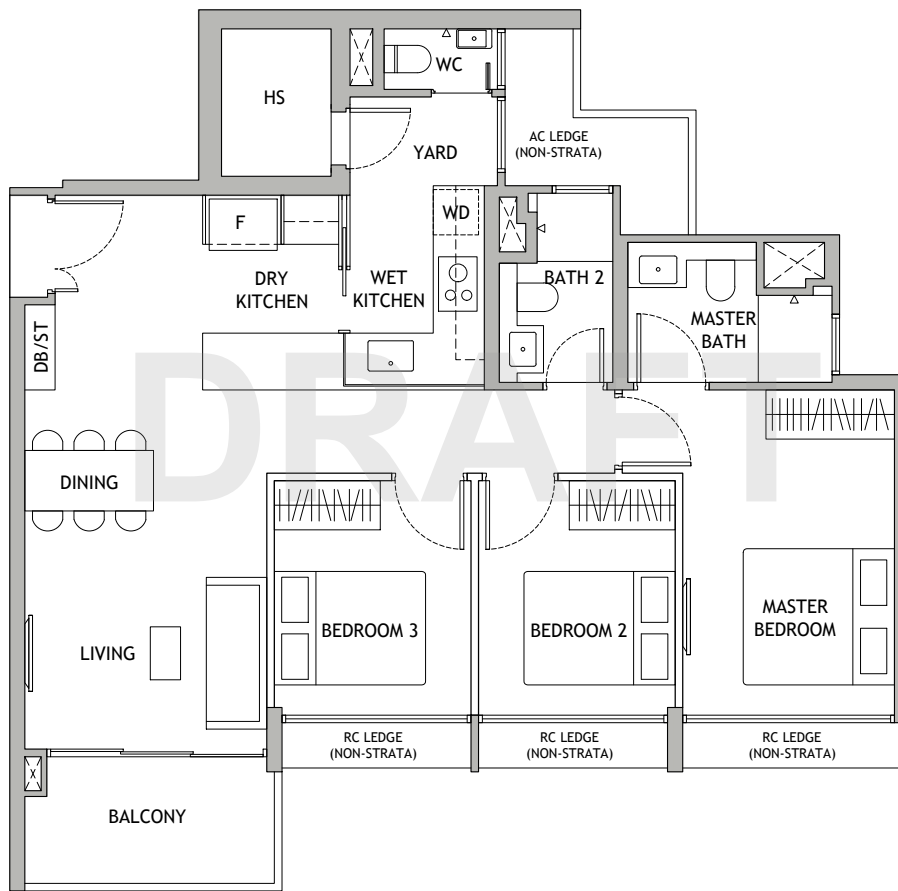 HS
WC
YARD
AC LEDGE
(NON-STRATA)
F
WD
DRY
KITCHEN
WET
KITCHEN
BATH 2
MASTER
BATH
DB/ST
DRAFT
DINING
LIVING
BEDROOM 3
BEDROOM 2
MASTER
BEDROOM
RC LEDGE
(NON-STRATA)
RC LEDGE
(NON-STRATA)
RC LEDGE
(NON-STRATA)
BALCONY